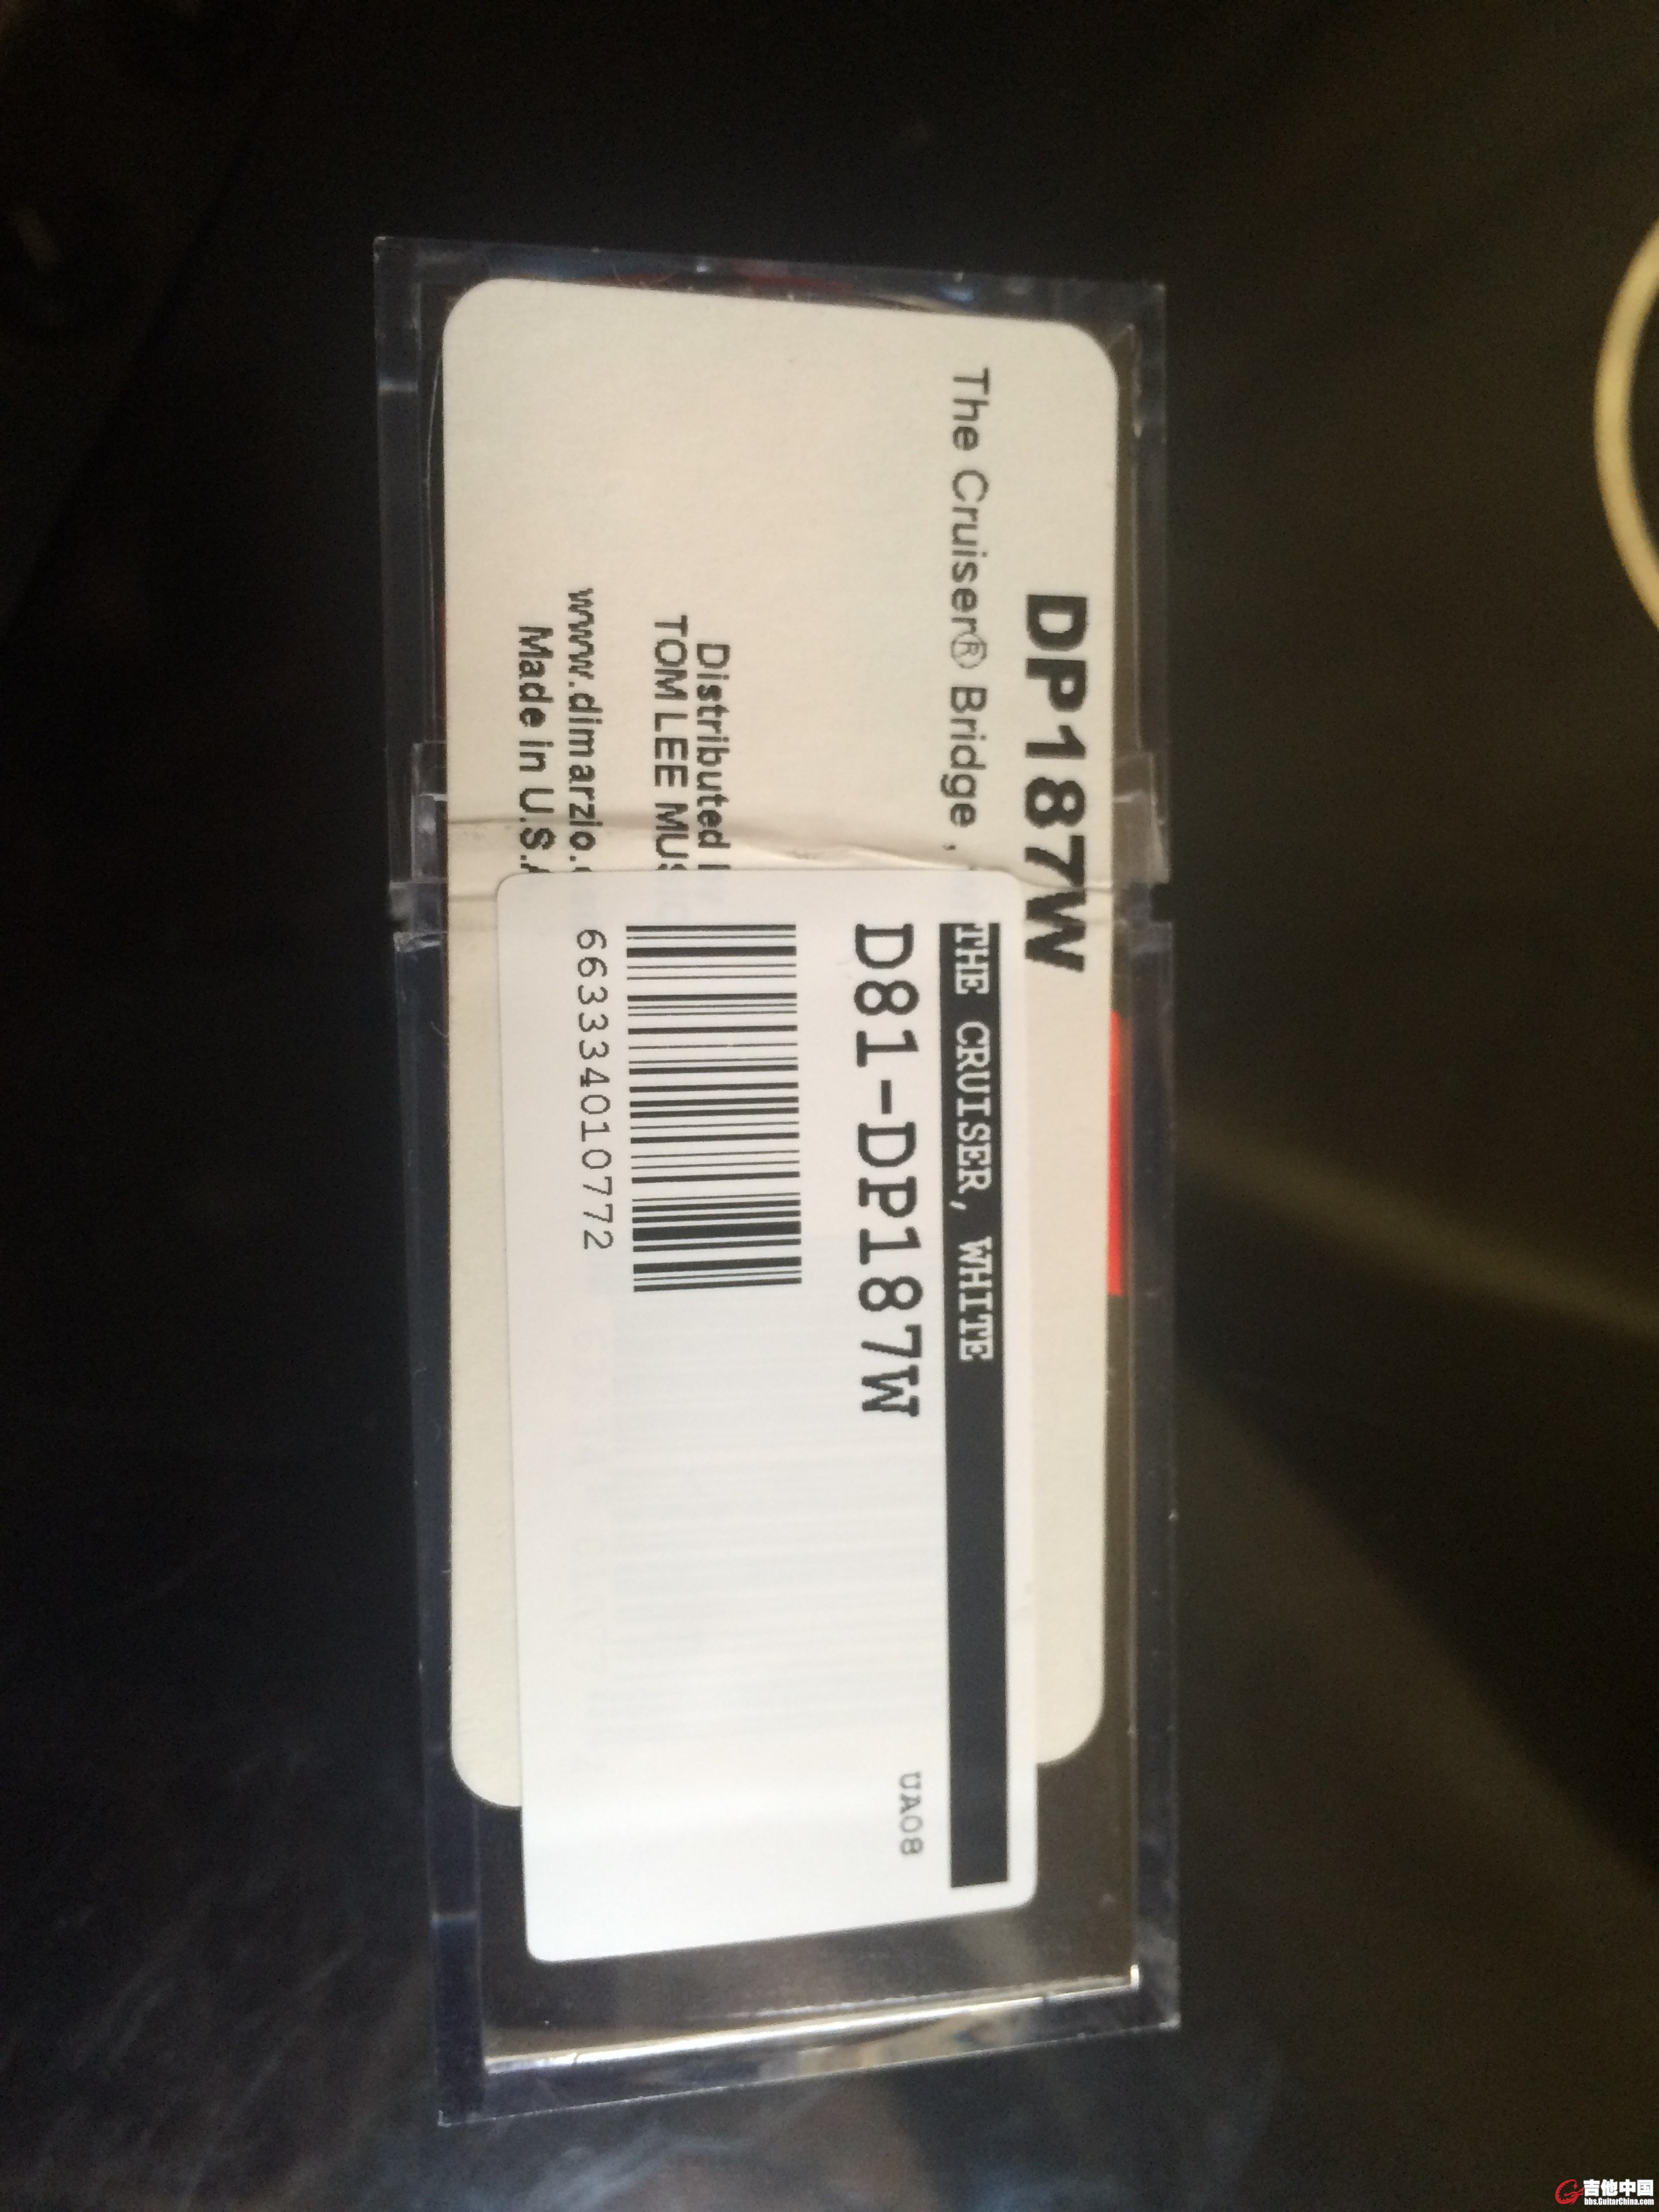 DP187W
The Cruiser® Bridge ,
Distributed
TOM LEE MUS
www.dimarzio.
Made in U.S.A
THE CRUISER, WHITE
D81-DP187W
UA08
663334010772
吉他中国
bbs.GuitarChina.com